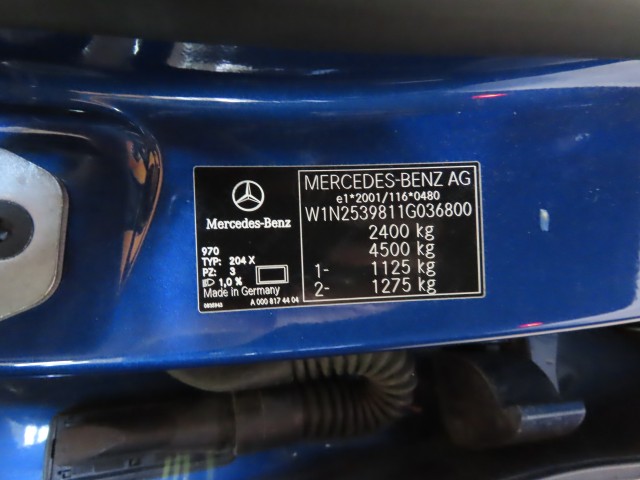 Mercedes-Benz
970
TYP: 204 X
PZ: 3
1,0 %
Made in Germany
A 000 817 44 04
MERCEDES-BENZ AG
e1*2001/116*0480
W1N2539811G036800
2400 kg
4500 kg
1- 1125 kg
2- 1275 kg